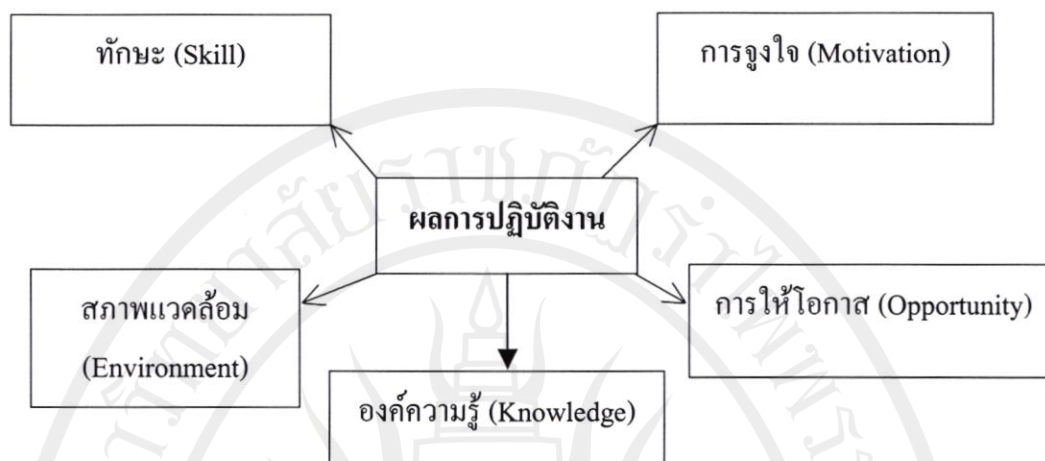 ทักษะ (Skill)
การจูงใจ (Motivation)
ผลการปฏิบัติงาน
สภาพแวดล้อม
(Environment)
การให้โอกาส (Opportunity)
องค์ความรู้ (Knowledge)